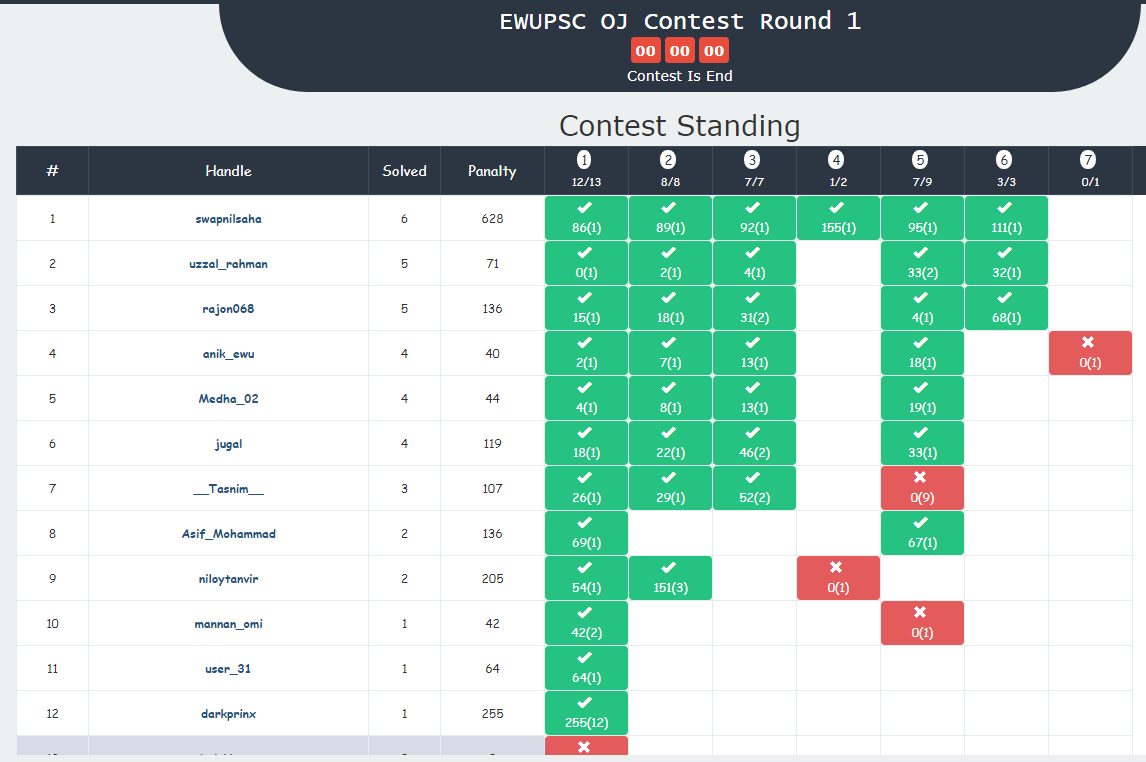 EWUPSC OJ Contest Round 1
00 00 00
Contest Is End
Contest Standing
# Handle Solved Panalty 1 2 3 4 5 6 7
12/13 8/8 7/7 1/2 7/9 3/3 0/1
1 swapnilsaha 6 628 86(1) 89(1) 92(1) 155(1) 95(1) 111(1)
2 uzzal_rahman 5 71 0(1) 2(1) 4(1) 33(2) 32(1)
3 rajon068 5 136 15(1) 18(1) 31(2) 4(1) 68(1)
4 anik_ewu 4 40 2(1) 7(1) 13(1) 18(1) 0(1)
5 Medha_02 4 44 4(1) 8(1) 13(1) 19(1)
6 jugal 4 119 18(1) 22(1) 46(2) 33(1)
7 __Tasnim__ 3 107 26(1) 29(1) 52(2) 0(9)
8 Asif_Mohammad 2 136 69(1) 67(1)
9 niloytanvir 2 205 54(1) 151(3) 0(1)
10 mannan_omi 1 42 42(2) 0(1)
11 user_31 1 64 64(1)
12 darkprinx 1 255 255(12)